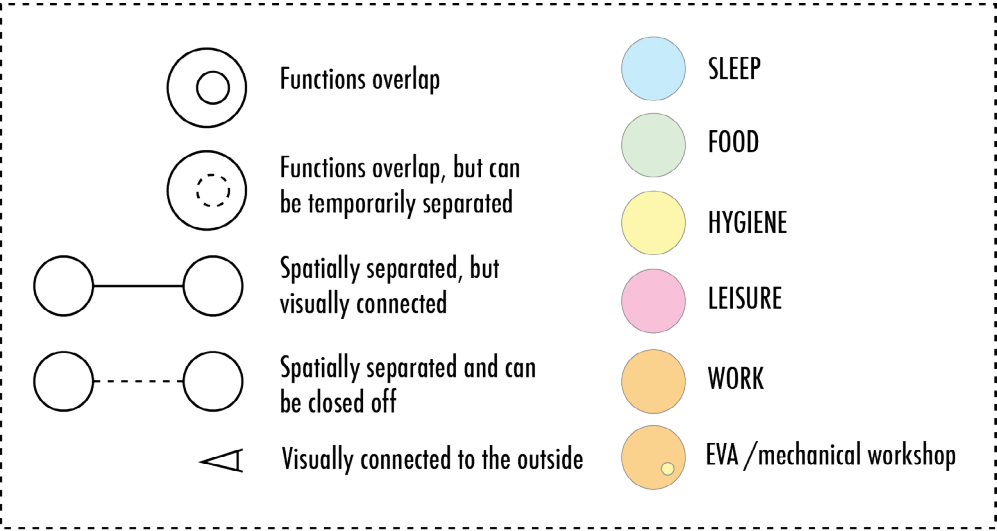 Functions overlap
Functions overlap, but can
be temporarily separated
Spatially separated, but
visually connected
Spatially separated and can
be closed off
Visually connected to the outside
SLEEP
FOOD
HYGIENE
LEISURE
WORK
EVA /mechanical workshop